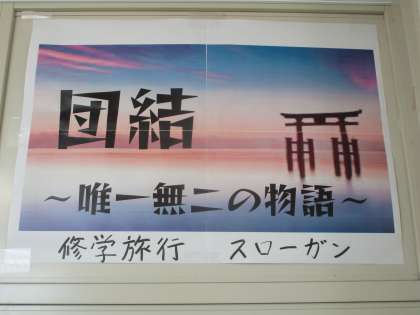 団結
～唯一無二の物語～
修学旅行　スローガン